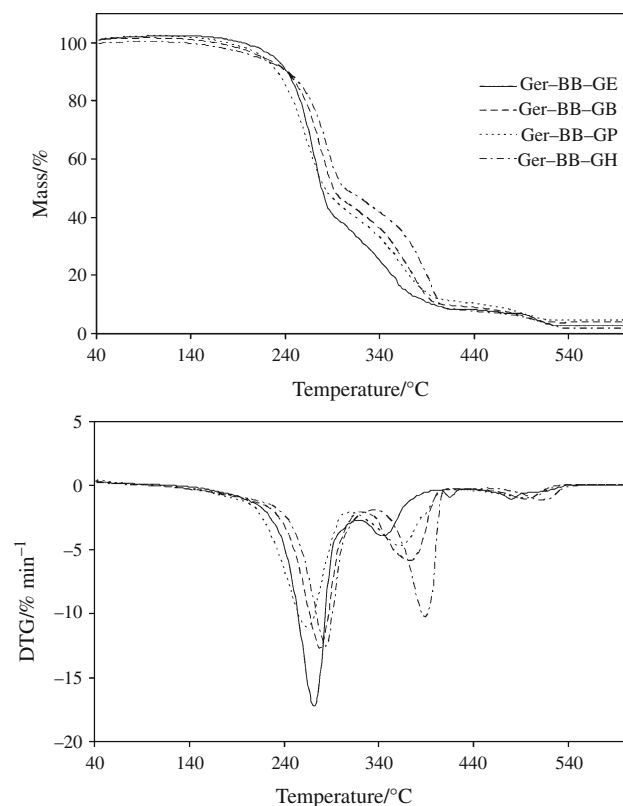 100
80
60
40
20
0
Mass/%
Ger–BB–GE
Ger–BB–GB
Ger–BB–GP
Ger–BB–GH
40 140 240 340 440 540
Temperature/°C
5
0
–5
–10
–15
–20
DTG/% min⁻¹
40 140 240 340 440 540
Temperature/°C